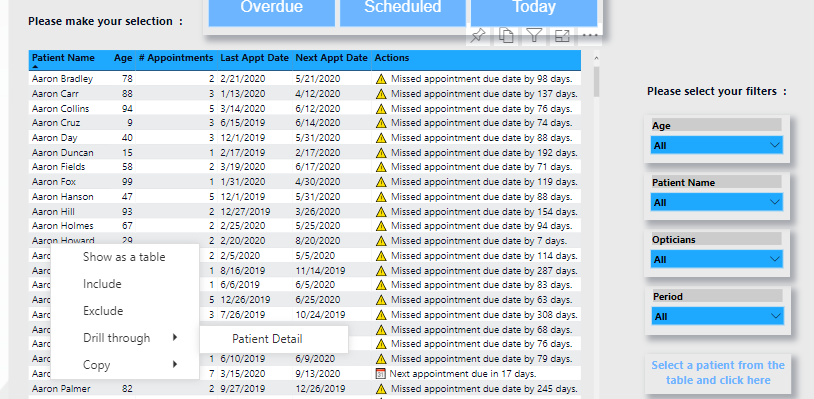 Overdue Scheduled Today
Please make your selection :
Patient Name Age # Appointments Last Appt Date Next Appt Date Actions
Aaron Bradley 78 2 2/21/2020 5/21/2020 Missed appointment due date by 98 days.
Aaron Carr 88 3 1/13/2020 4/12/2020 Missed appointment due date by 137 days.
Aaron Collins 94 5 3/14/2020 6/12/2020 Missed appointment due date by 76 days.
Aaron Cruz 9 3 6/15/2019 6/14/2020 Missed appointment due date by 74 days.
Aaron Day 40 3 12/1/2019 5/31/2020 Missed appointment due date by 88 days.
Aaron Duncan 15 1 2/17/2019 2/17/2020 Missed appointment due date by 192 days.
Aaron Fields 58 2 3/19/2020 6/17/2020 Missed appointment due date by 71 days.
Aaron Fox 99 1 1/31/2020 4/30/2020 Missed appointment due date by 119 days.
Aaron Hanson 47 5 12/1/2019 5/31/2020 Missed appointment due date by 88 days.
Aaron Hill 93 2 12/27/2019 3/26/2020 Missed appointment due date by 154 days.
Aaron Holmes 67 2 2/25/2020 5/25/2020 Missed appointment due date by 94 days.
Aaron Howard 29 2 2/20/2020 8/20/2020 Missed appointment due date by 7 days.
2 2/5/2020 5/5/2020 Missed appointment due date by 114 days.
1 8/16/2019 11/14/2019 Missed appointment due date by 287 days.
1 6/6/2019 6/5/2020 Missed appointment due date by 83 days.
5 12/26/2019 6/25/2020 Missed appointment due date by 63 days.
3 7/26/2019 10/24/2019 Missed appointment due date by 308 days.
Missed appointment due date by 68 days.
Missed appointment due date by 76 days.
1 6/10/2019 6/9/2020 Missed appointment due date by 79 days.
7 3/15/2020 9/13/2020 Next appointment due in 17 days.
Aaron Palmer 82 2 9/27/2019 12/26/2019 Missed appointment due date by 245 days.
Show as a table
Include
Exclude
Drill through
Patient Detail
Copy
Please select your filters :
Age
All
Patient Name
All
Opticians
All
Period
All
Select a patient from the
table and click here